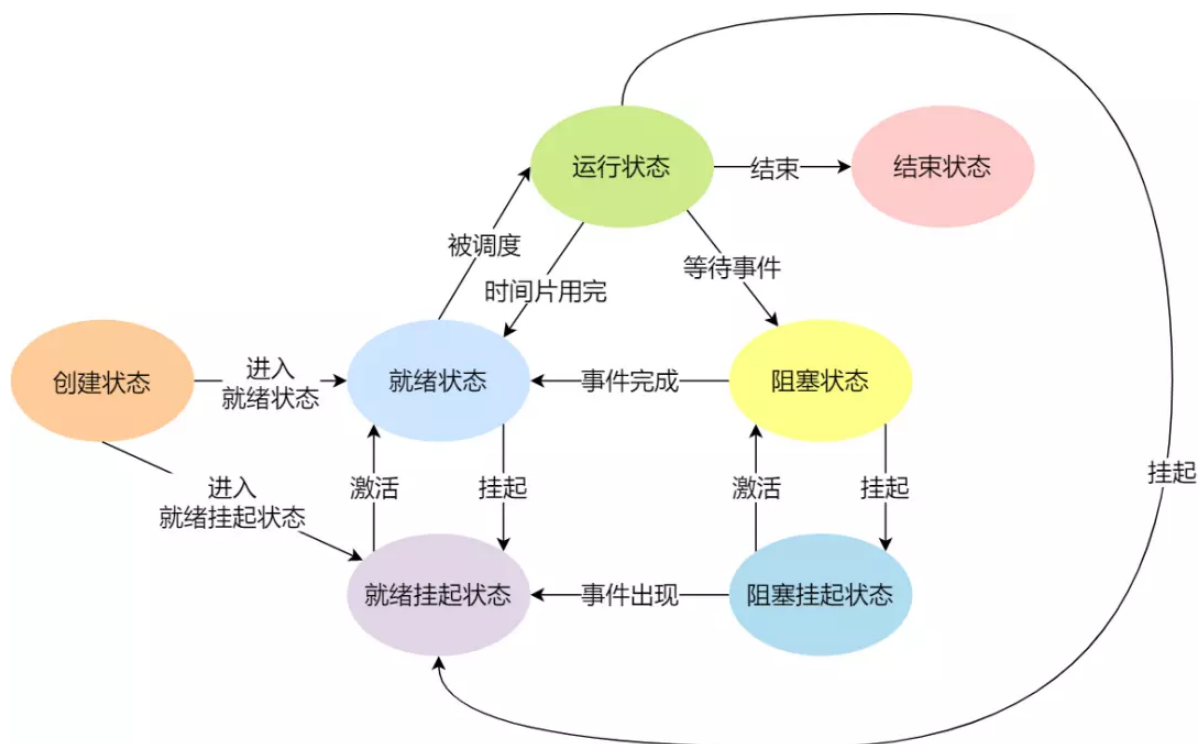 运行状态
结束
结束状态
被调度
时间片用完
等待事件
创建状态
进入
就绪状态
就绪状态
事件完成
阻塞状态
进入
就绪挂起状态
激活
挂起
激活
挂起
挂起
就绪挂起状态
事件出现
阻塞挂起状态